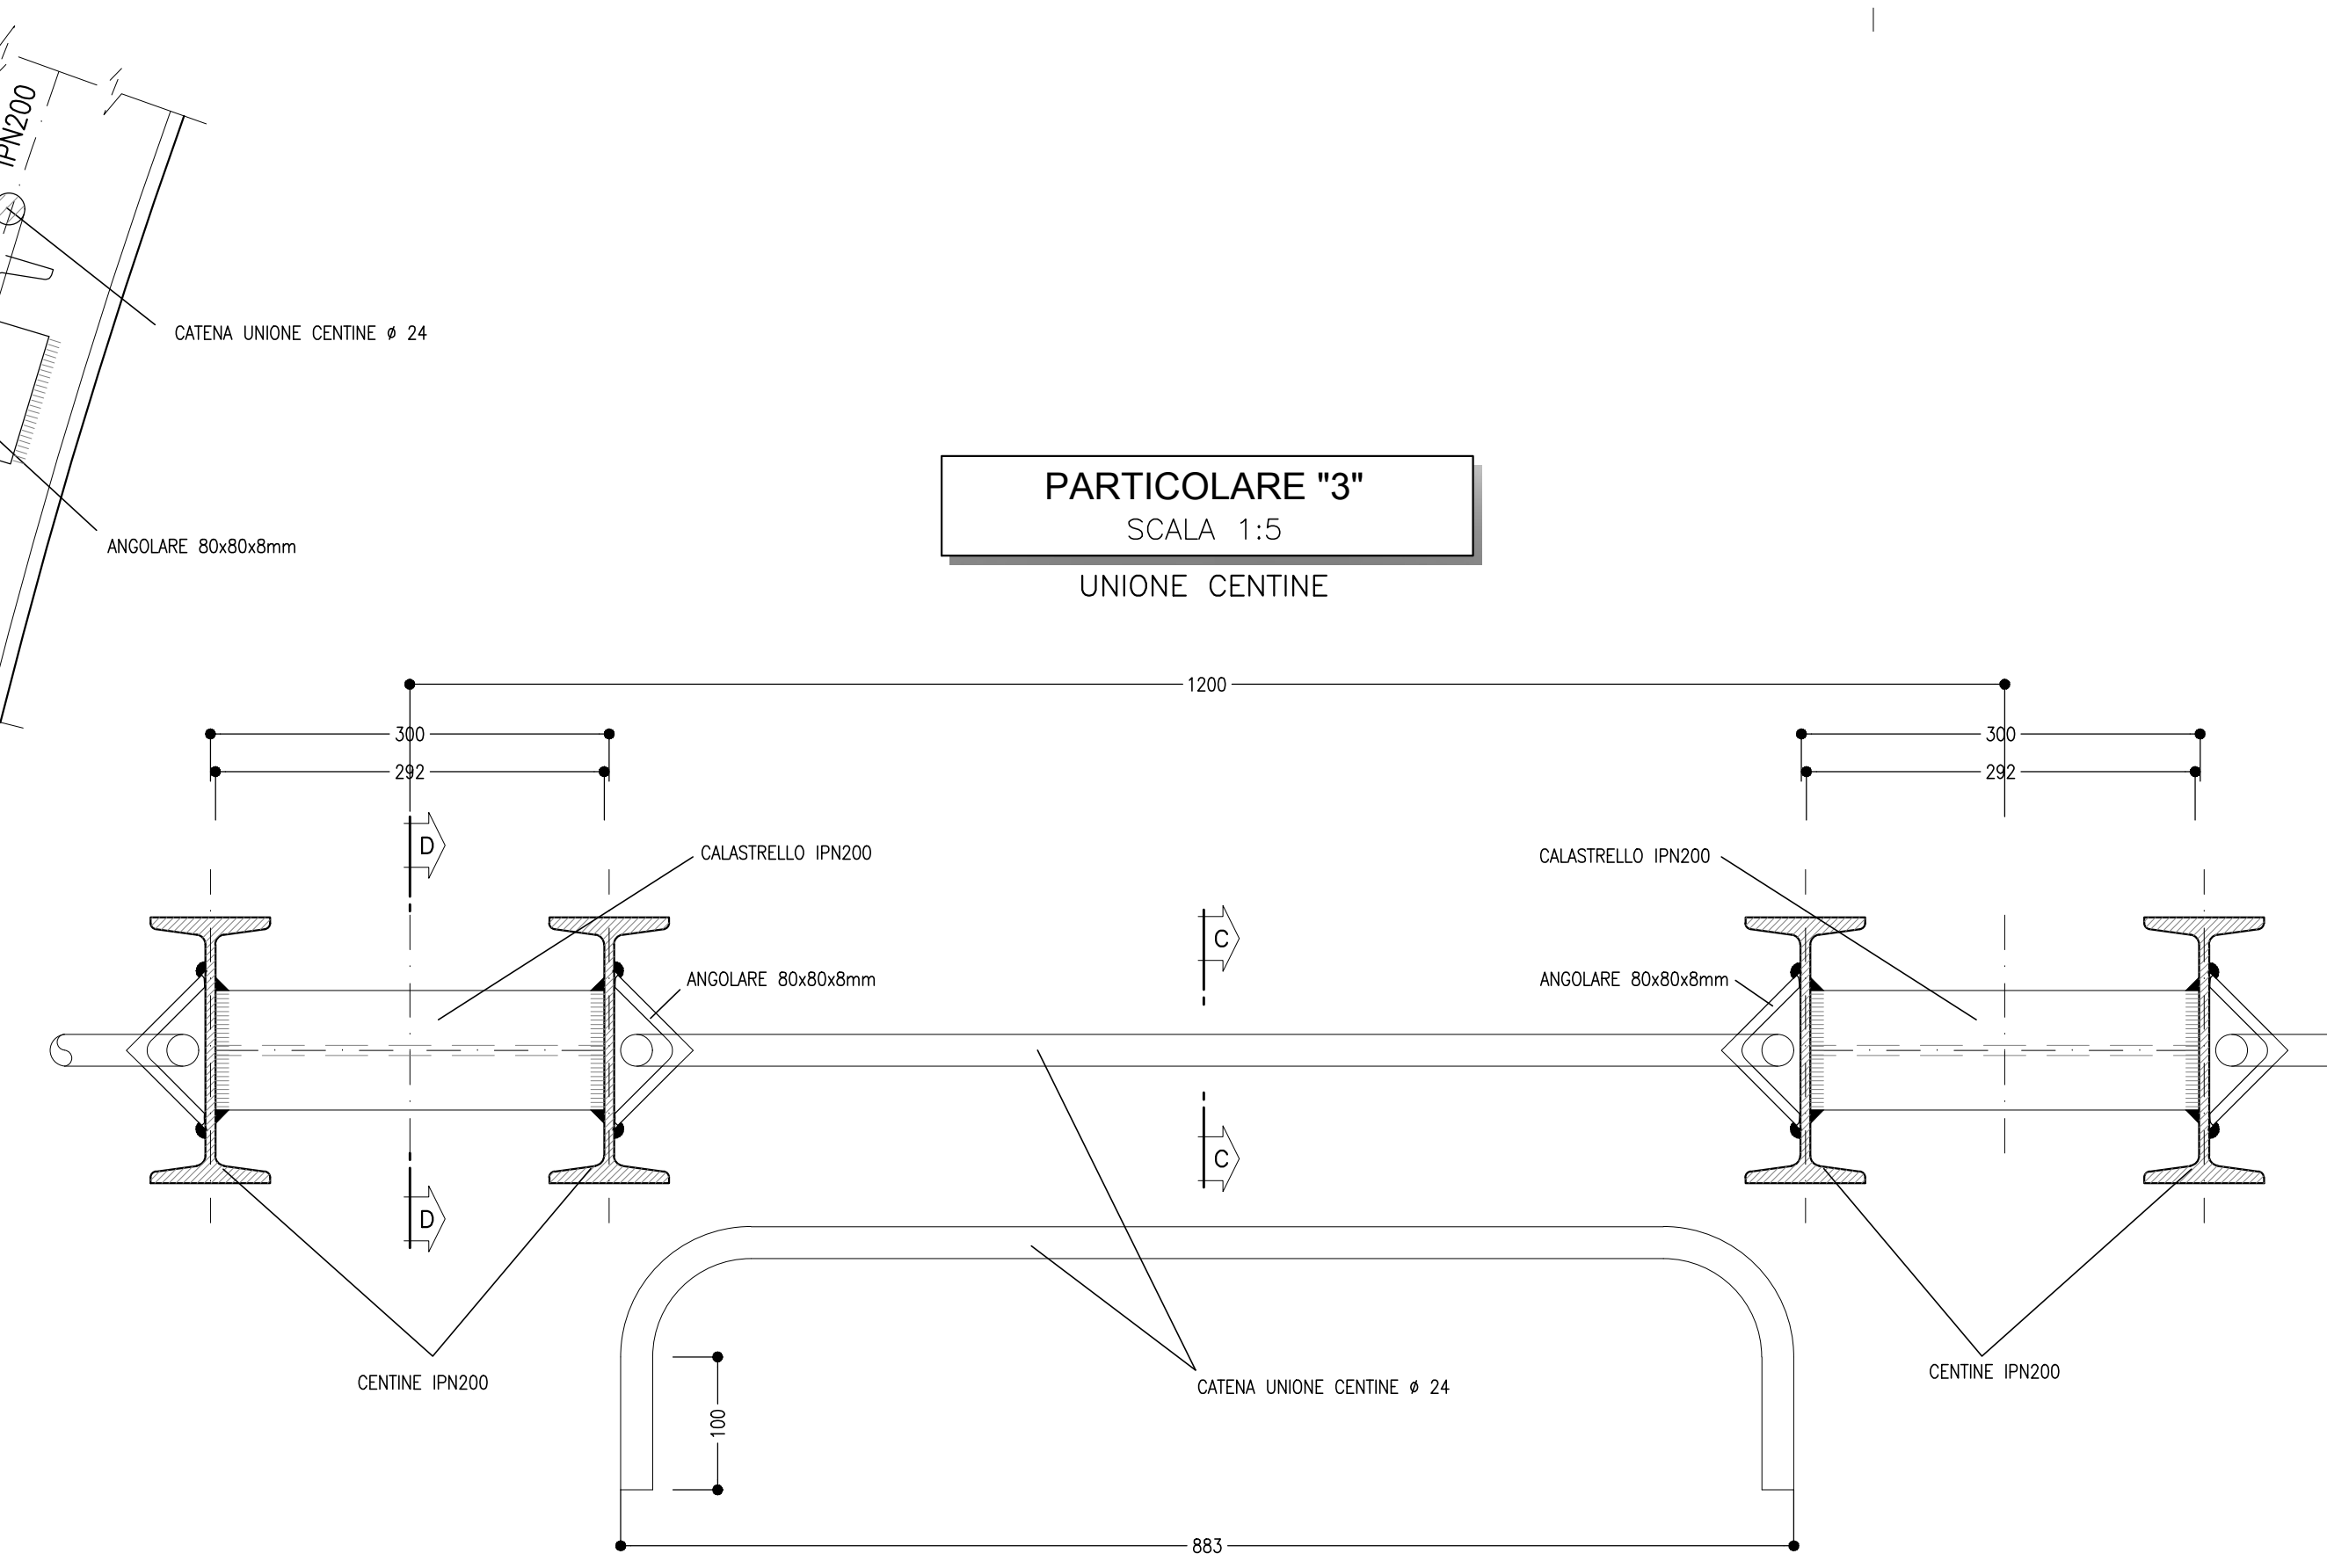 IPN200
CATENA UNIONE CENTINE ø 24
ANGOLARE 80x80x8mm
PARTICOLARE "3"
SCALA 1:5
UNIONE CENTINE
1200
300
300
292
292
D
CALASTRELLO IPN200
CALASTRELLO IPN200
C
ANGOLARE 80x80x8mm
ANGOLARE 80x80x8mm
C
D
CENTINE IPN200
CATENA UNIONE CENTINE ø 24
CENTINE IPN200
100
883